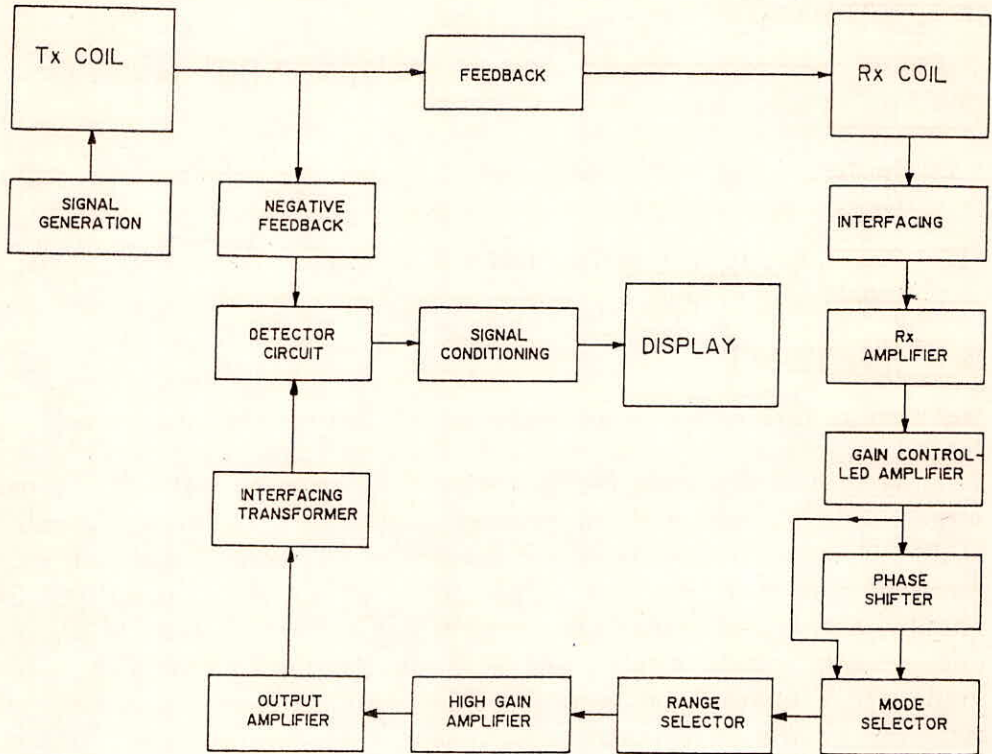 Tx COIL
FEEDBACK
Rx COIL
SIGNAL
GENERATION
NEGATIVE
FEEDBACK
INTERFACING
DETECTOR
CIRCUIT
SIGNAL
CONDITIONING
DISPLAY
Rx
AMPLIFIER
GAIN CONTROL-
LED AMPLIFIER
INTERFACING
TRANSFORMER
PHASE
SHIFTER
OUTPUT
AMPLIFIER
HIGH GAIN
AMPLIFIER
RANGE
SELECTOR
MODE
SELECTOR